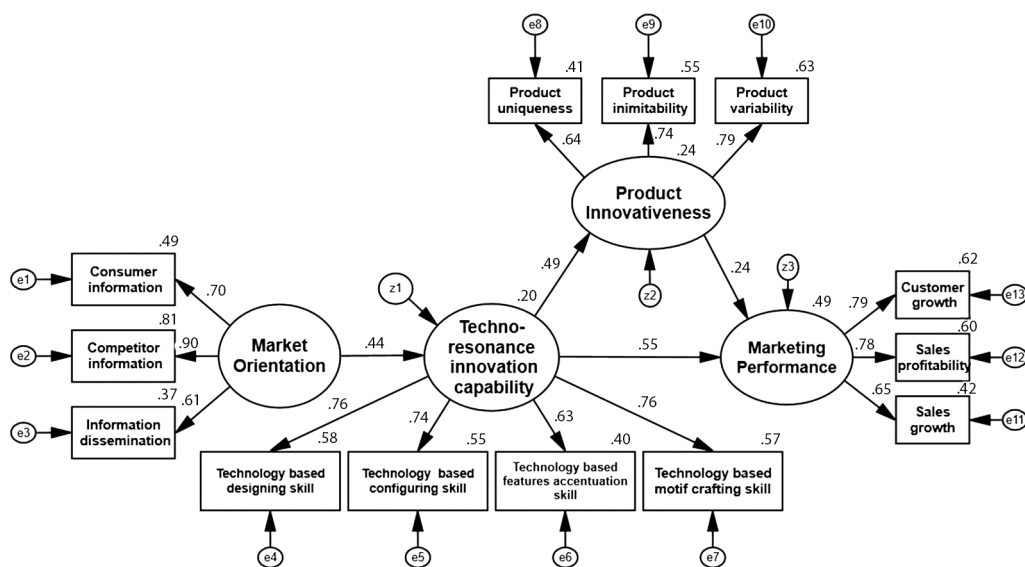 e8
e9
e10
.41
.55
.63
Product
uniqueness
Product
inimitability
Product
variability
.64
.74
.24
.79
Product
Innovativeness
.49
Consumer
information
e1
.70
.49
.24
z1
z2
z3
.20
.49
.62
Customer
growth
e13
.79
.81
Competitor
information
e2
.90
Market
Orientation
.44
Techno-
resonance
innovation
capability
.55
Marketing
Performance
.60
.78
Sales
profitability
e12
.37
.61
Information
dissemination
e3
.65
.42
Sales
growth
e11
.76
.74
.63
.76
.58
.55
.40
.57
Technology based
designing skill
Technology based
configuring skill
Technology based
features accentuation
skill
Technology based
motif crafting skill
e4
e5
e6
e7